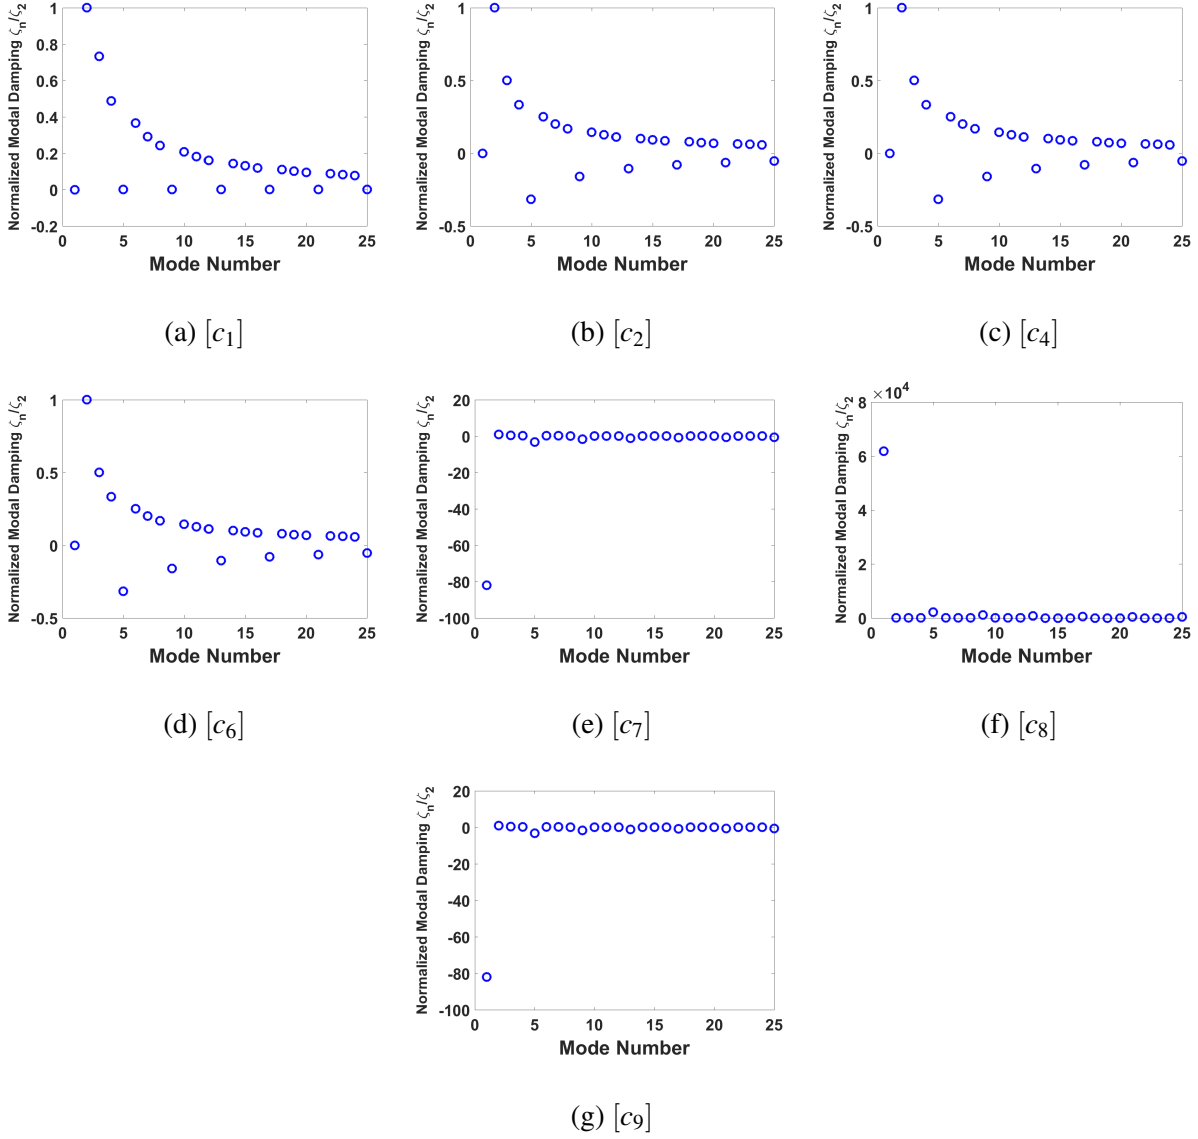 Normalized Modal Damping ζn/ζ2
1
0.8
0.6
0.4
0.2
0
-0.2
0 5 10 15 20 25
Mode Number
(a) [c1]
Normalized Modal Damping ζn/ζ2
1
0.5
0
-0.5
0 5 10 15 20 25
Mode Number
(b) [c2]
Normalized Modal Damping ζn/ζ2
1
0.5
0
-0.5
0 5 10 15 20 25
Mode Number
(c) [c4]
Normalized Modal Damping ζn/ζ2
1
0.5
0
-0.5
0 5 10 15 20 25
Mode Number
(d) [c6]
Normalized Modal Damping ζn/ζ2
20
0
-20
-40
-60
-80
-100
0 5 10 15 20 25
Mode Number
(e) [c7]
Normalized Modal Damping ζn/ζ2
×10^4
8
6
4
2
0
0 5 10 15 20 25
Mode Number
(f) [c8]
Normalized Modal Damping ζn/ζ2
20
0
-20
-40
-60
-80
-100
0 5 10 15 20 25
Mode Number
(g) [c9]